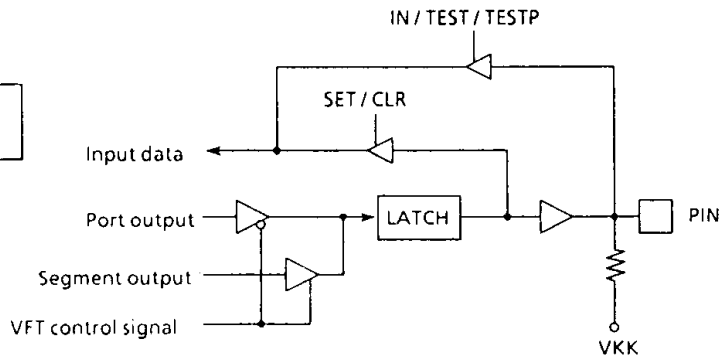 IN / TEST / TESTP
SET / CLR
Input data
Port output
LATCH
PIN
Segment output
VFT control signal
VKK